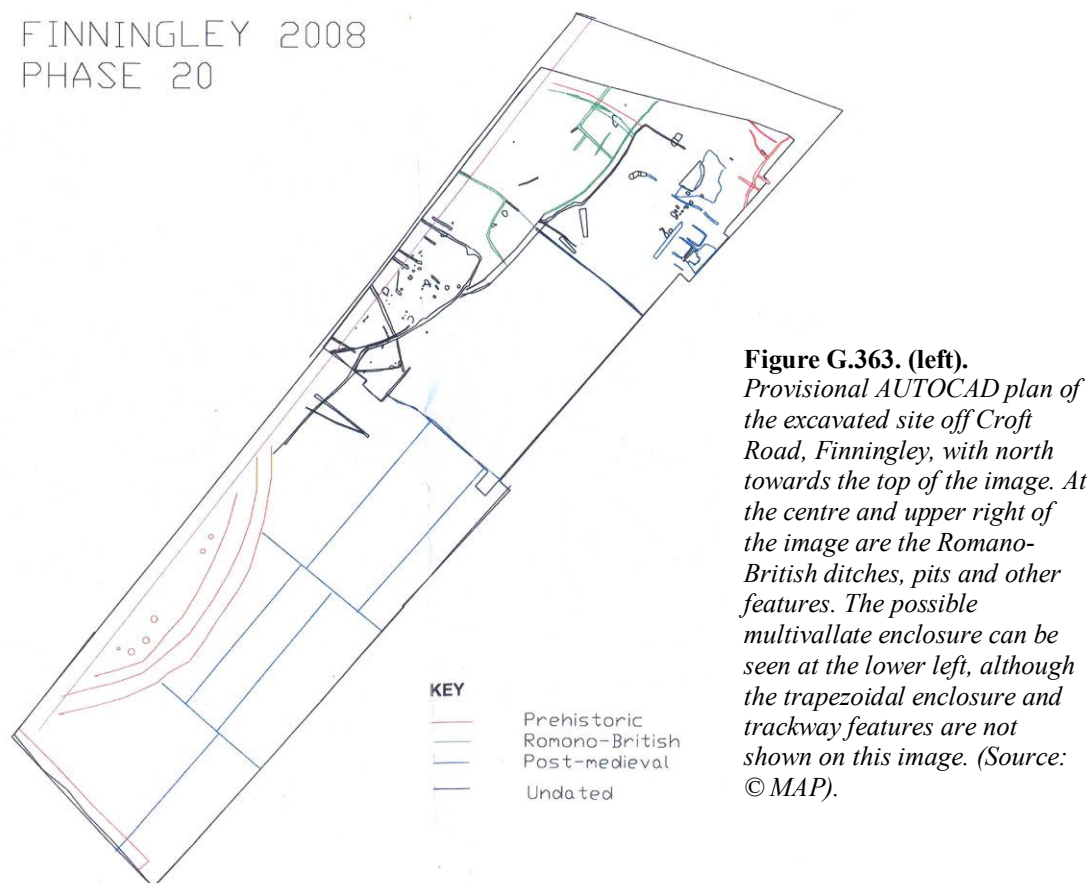 FINNINGLEY 2008
PHASE 20
KEY
Prehistoric
Romono-British
Post-medieval
Undated
Figure G.363. (left).
Provisional AUTOCAD plan of
the excavated site off Croft
Road, Finningley, with north
towards the top of the image. At
the centre and upper right of
the image are the Romano-
British ditches, pits and other
features. The possible
multivallate enclosure can be
seen at the lower left, although
the trapezoidal enclosure and
trackway features are not
shown on this image. (Source:
© MAP).